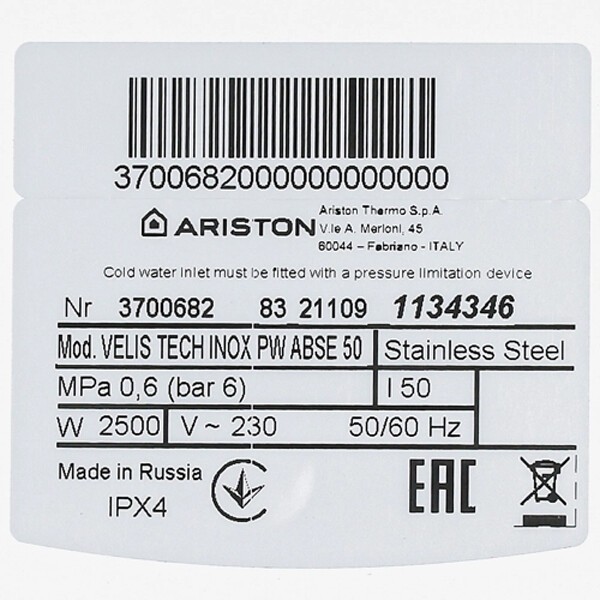 3700682000000000000
ARISTON
Ariston Thermo S.p.A.
V.le A. Merloni, 45
60044 – Fabriano - ITALY
Cold water inlet must be fitted with a pressure limitation device
Nr 3700682 83 21109 1134346
Mod. VELIS TECH INOX PW ABSE 50 Stainless Steel
MPa 0,6 (bar 6) l 50
W 2500 V ~ 230 50/60 Hz
Made in Russia
IPX4
EAC